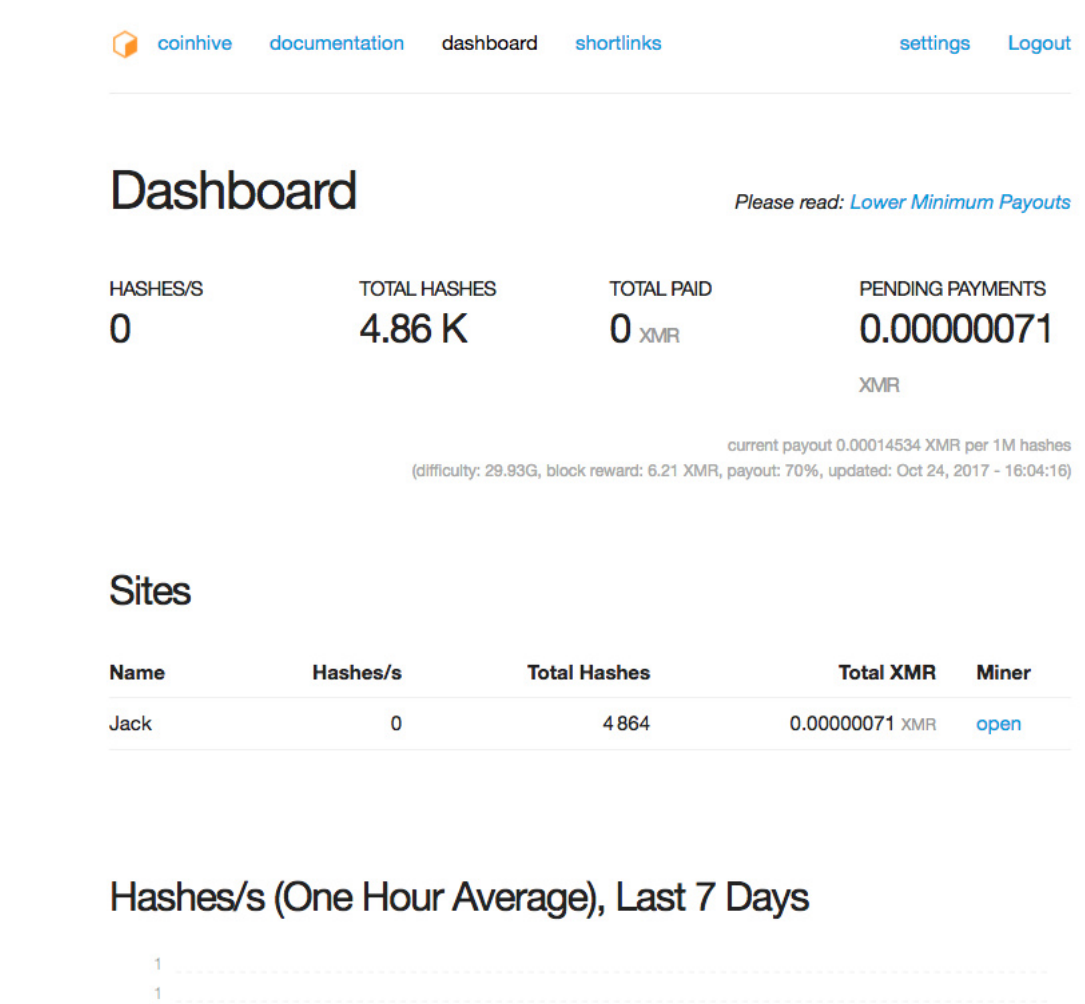 coinhive documentation dashboard shortlinks settings Logout
Dashboard
Please read: Lower Minimum Payouts
HASHES/S TOTAL HASHES TOTAL PAID PENDING PAYMENTS
0 4.86 K 0 XMR 0.00000071
XMR
current payout 0.00014534 XMR per 1M hashes
(difficulty: 29.93G, block reward: 6.21 XMR, payout: 70%, updated: Oct 24, 2017 - 16:04:16)
Sites
Name Hashes/s Total Hashes Total XMR Miner
Jack 0 4 864 0.00000071 XMR open
Hashes/s (One Hour Average), Last 7 Days
1
1